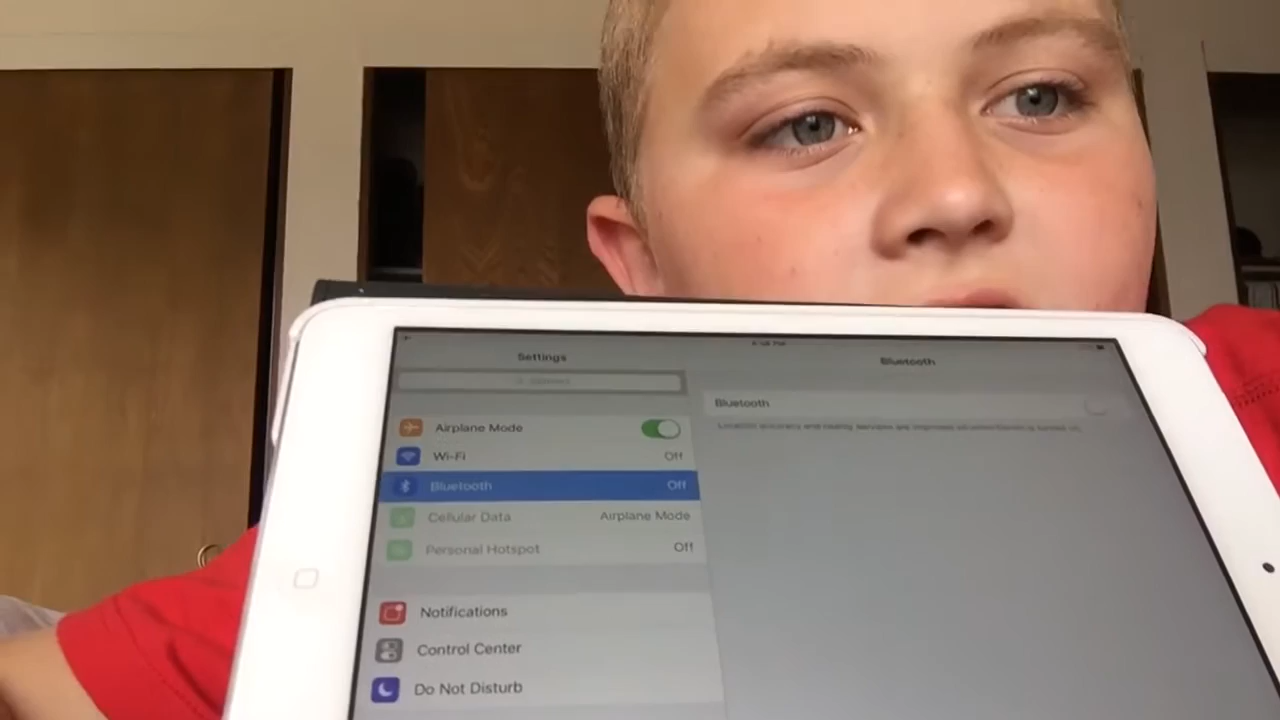 Settings
Bluetooth
Bluetooth
Airplane Mode
Wi-Fi Off
Bluetooth Off
Cellular Data Airplane Mode
Personal Hotspot Off
Notifications
Control Center
Do Not Disturb